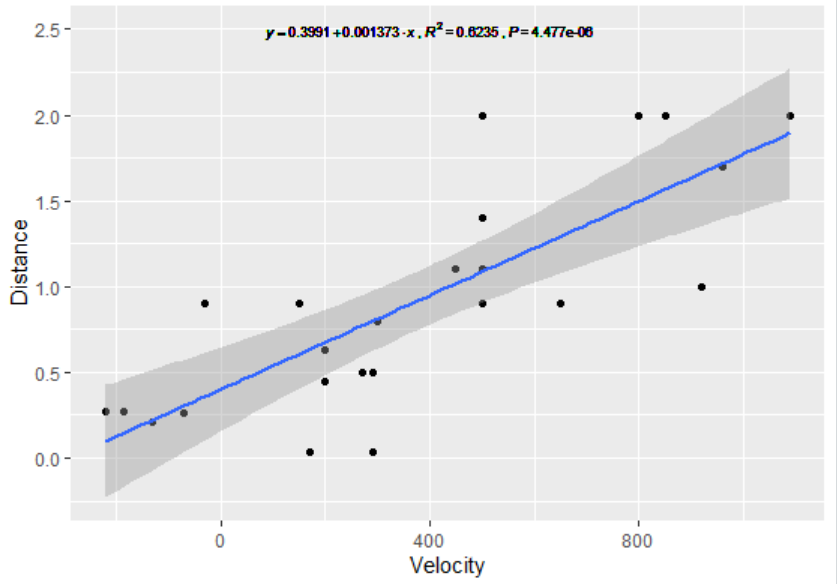 y = 0.3991 + 0.001373 · x , R² = 0.6235 , P = 4.477e-06
2.5
2.0
1.5
1.0
0.5
0.0
Distance
0 400 800
Velocity